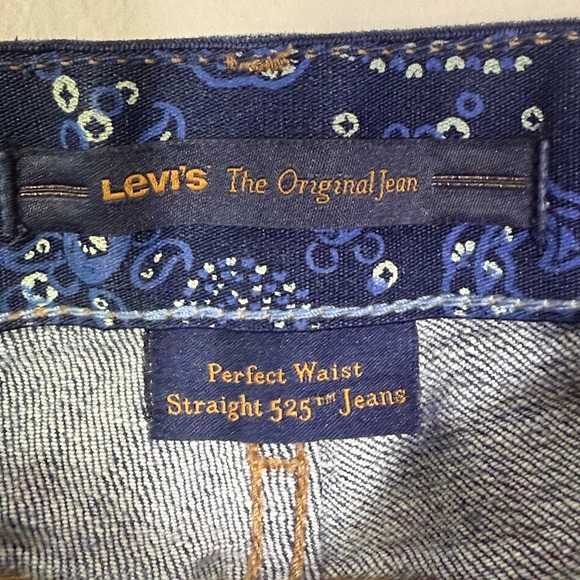 Levi's The Original Jean
Perfect Waist
Straight 525™ Jeans